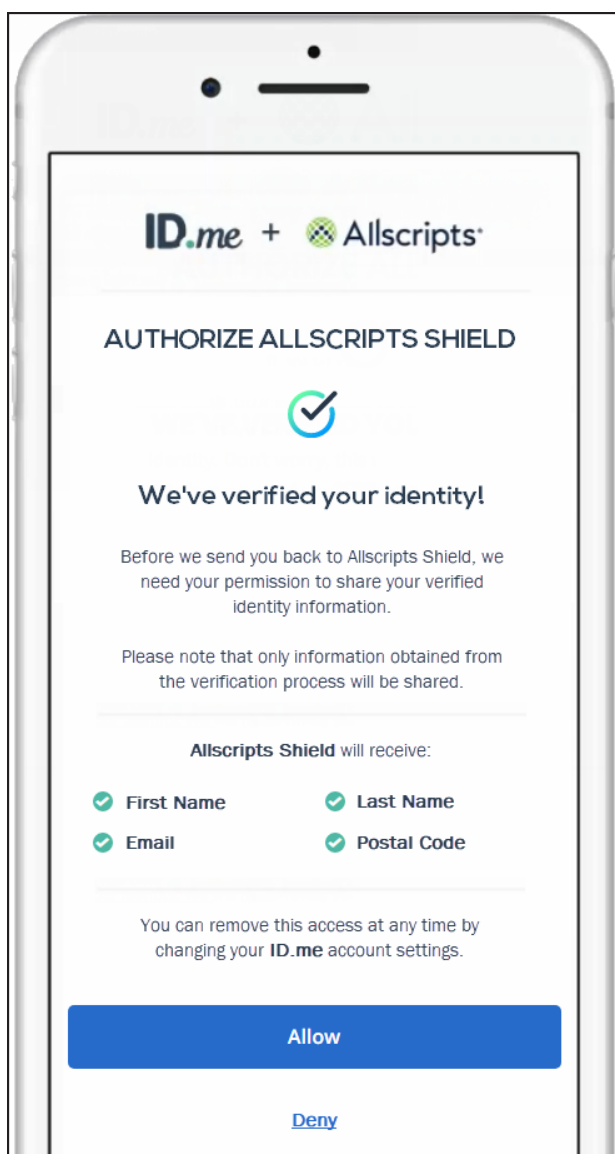 ID.me + Allscripts
AUTHORIZE ALLSCRIPTS SHIELD
We've verified your identity!
Before we send you back to Allscripts Shield, we
need your permission to share your verified
identity information.
Please note that only information obtained from
the verification process will be shared.
Allscripts Shield will receive:
First Name Last Name
Email Postal Code
You can remove this access at any time by
changing your ID.me account settings.
Allow
Deny